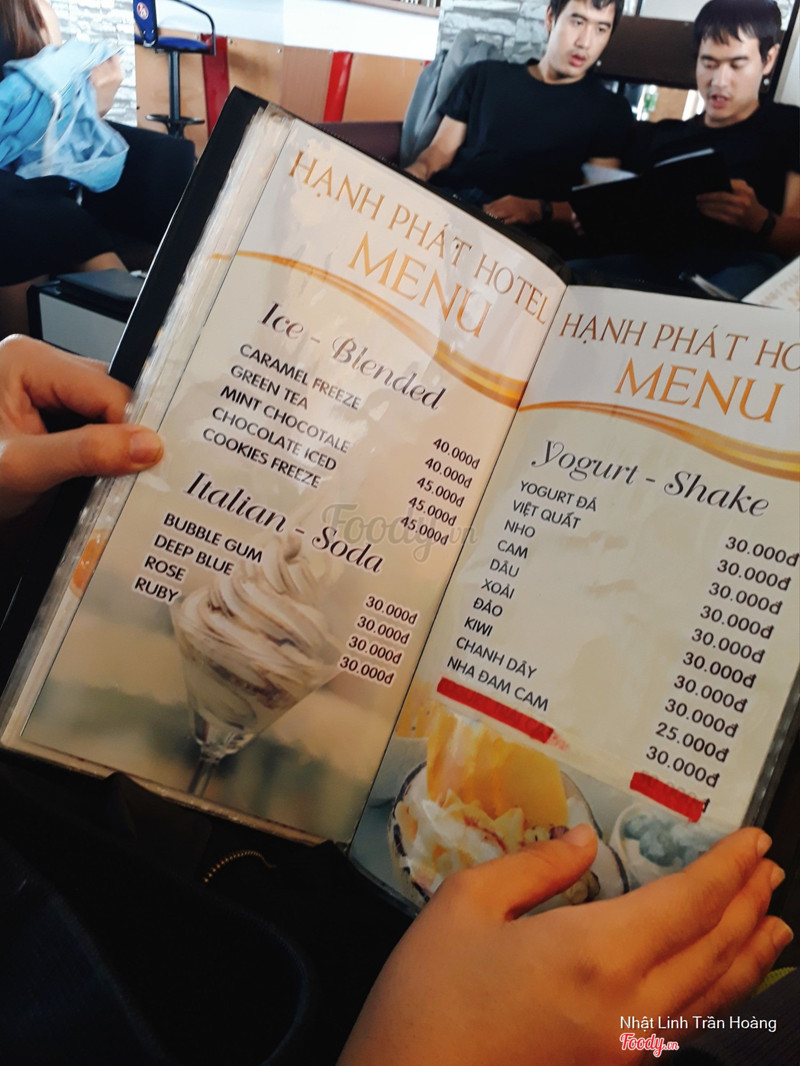 HẠNH PHÁT HOTEL
MENU
Ice - Blended
CARAMEL FREEZE 40.000đ
GREEN TEA 40.000đ
MINT CHOCOTALE 45.000đ
CHOCOLATE ICED 45.000đ
COOKIES FREEZE 45.000đ
Italian - Soda
BUBBLE GUM 30.000đ
DEEP BLUE 30.000đ
ROSE 30.000đ
RUBY 30.000đ
HẠNH PHÁT HO
MENU
Yogurt - Shake
YOGURT ĐÁ 30.000đ
VIỆT QUẤT 30.000đ
NHO 30.000đ
CAM 30.000đ
DÂU 30.000đ
XOÀI 30.000đ
ĐÀO 30.000đ
KIWI 30.000đ
CHANH DÂY 25.000đ
NHA ĐAM CAM 30.000đ
Foody.vn
Nhật Linh Trần Hoàng
Foody.vn